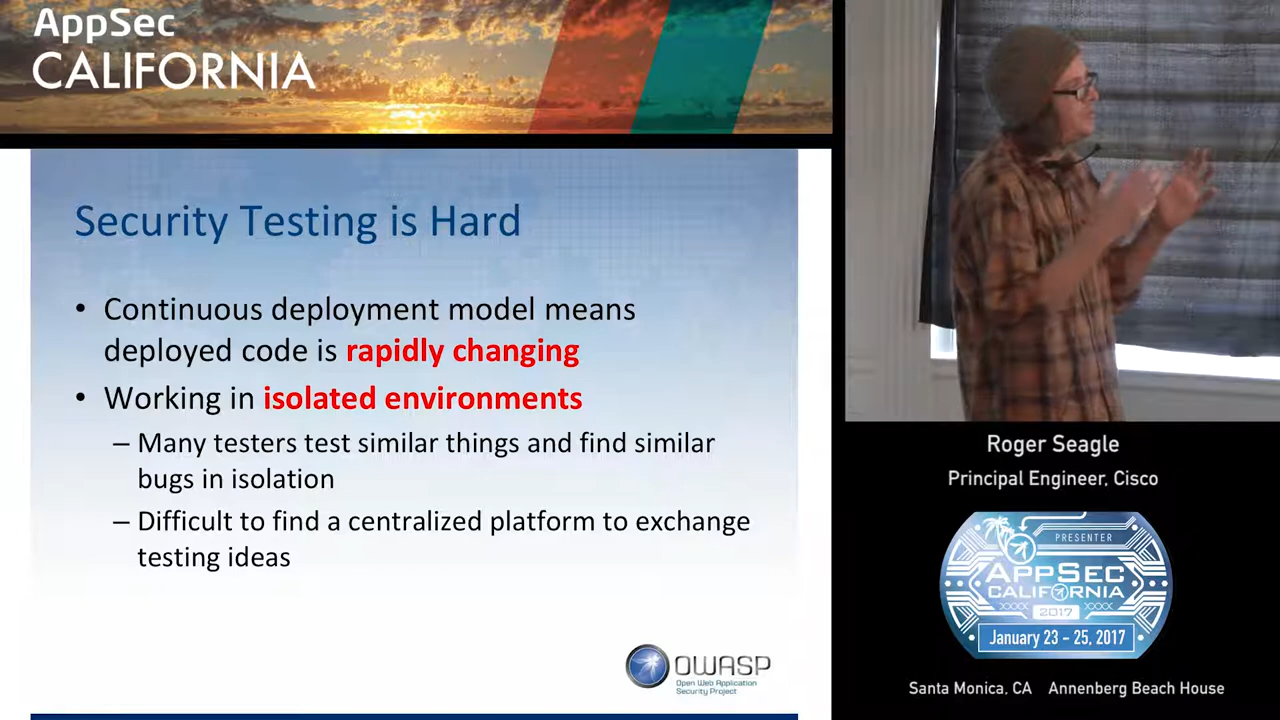 AppSec
CALIFORNIA
Security Testing is Hard
• Continuous deployment model means
deployed code is rapidly changing
• Working in isolated environments
– Many testers test similar things and find similar
bugs in isolation
– Difficult to find a centralized platform to exchange
testing ideas
OWASP
Open Web Application
Security Project
Roger Seagle
Principal Engineer, Cisco
PRESENTER
APPSEC
CALIFORNIA
2017
January 23 - 25, 2017
Santa Monica, CA Annenberg Beach House